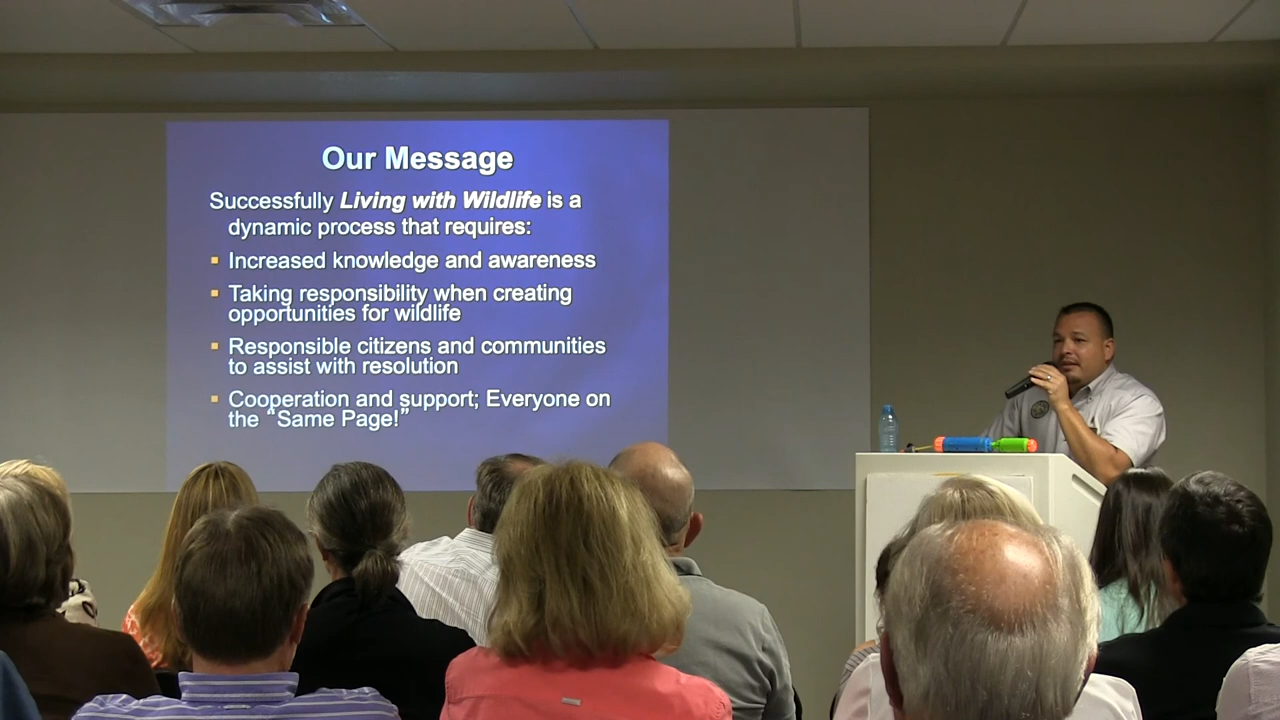 Our Message
Successfully Living with Wildlife is a
dynamic process that requires:
▪ Increased knowledge and awareness
▪ Taking responsibility when creating
opportunities for wildlife
▪ Responsible citizens and communities
to assist with resolution
▪ Cooperation and support; Everyone on
the “Same Page!”